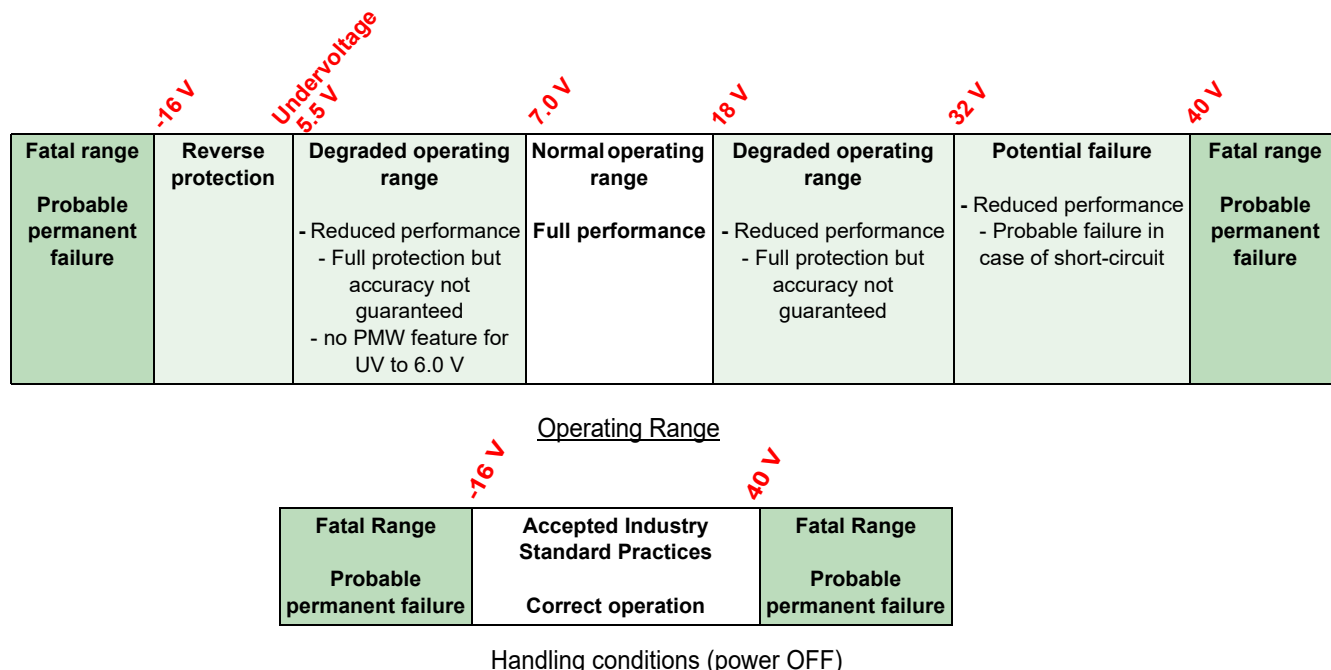 -16 V
Undervoltage
5.5 V
7.0 V
18 V
32 V
40 V
Fatal range
Probable
permanent
failure
Reverse
protection
Degraded operating
range
- Reduced performance
- Full protection but
accuracy not
guaranteed
- no PMW feature for
UV to 6.0 V
Normal operating
range
Full performance
Degraded operating
range
- Reduced performance
- Full protection but
accuracy not
guaranteed
Potential failure
- Reduced performance
- Probable failure in
case of short-circuit
Fatal range
Probable
permanent
failure
Operating Range
-16 V
40 V
Fatal Range
Probable
permanent failure
Accepted Industry
Standard Practices
Correct operation
Fatal Range
Probable
permanent failure
Handling conditions (power OFF)